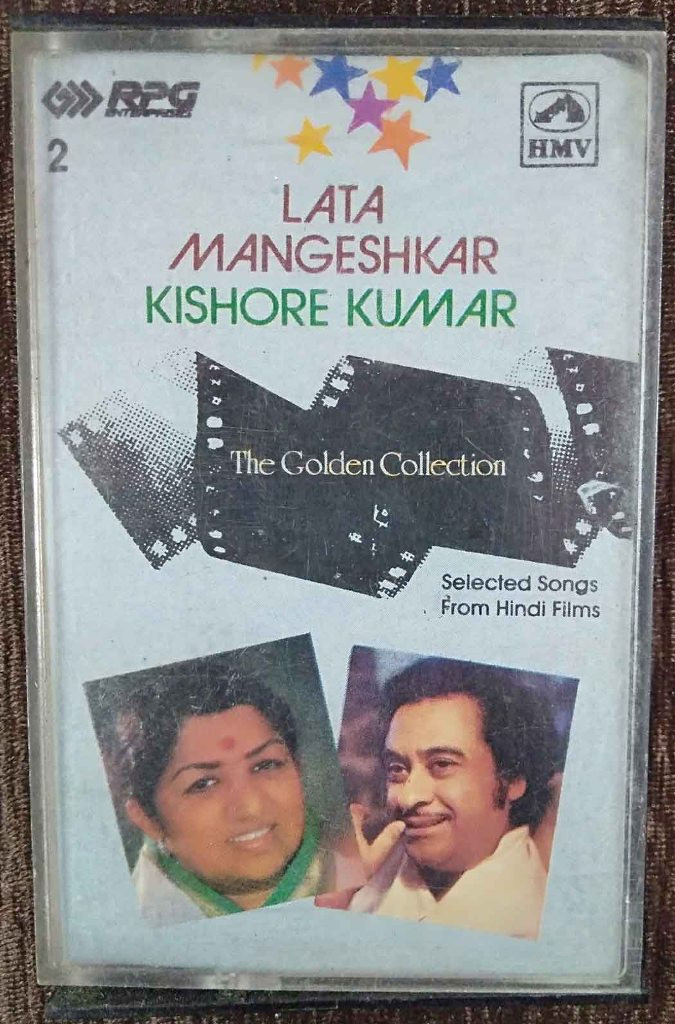 RPG
ENTERPRISES
HMV
2
LATA
MANGESHKAR
KISHORE KUMAR
The Golden Collection
Selected Songs
From Hindi Films